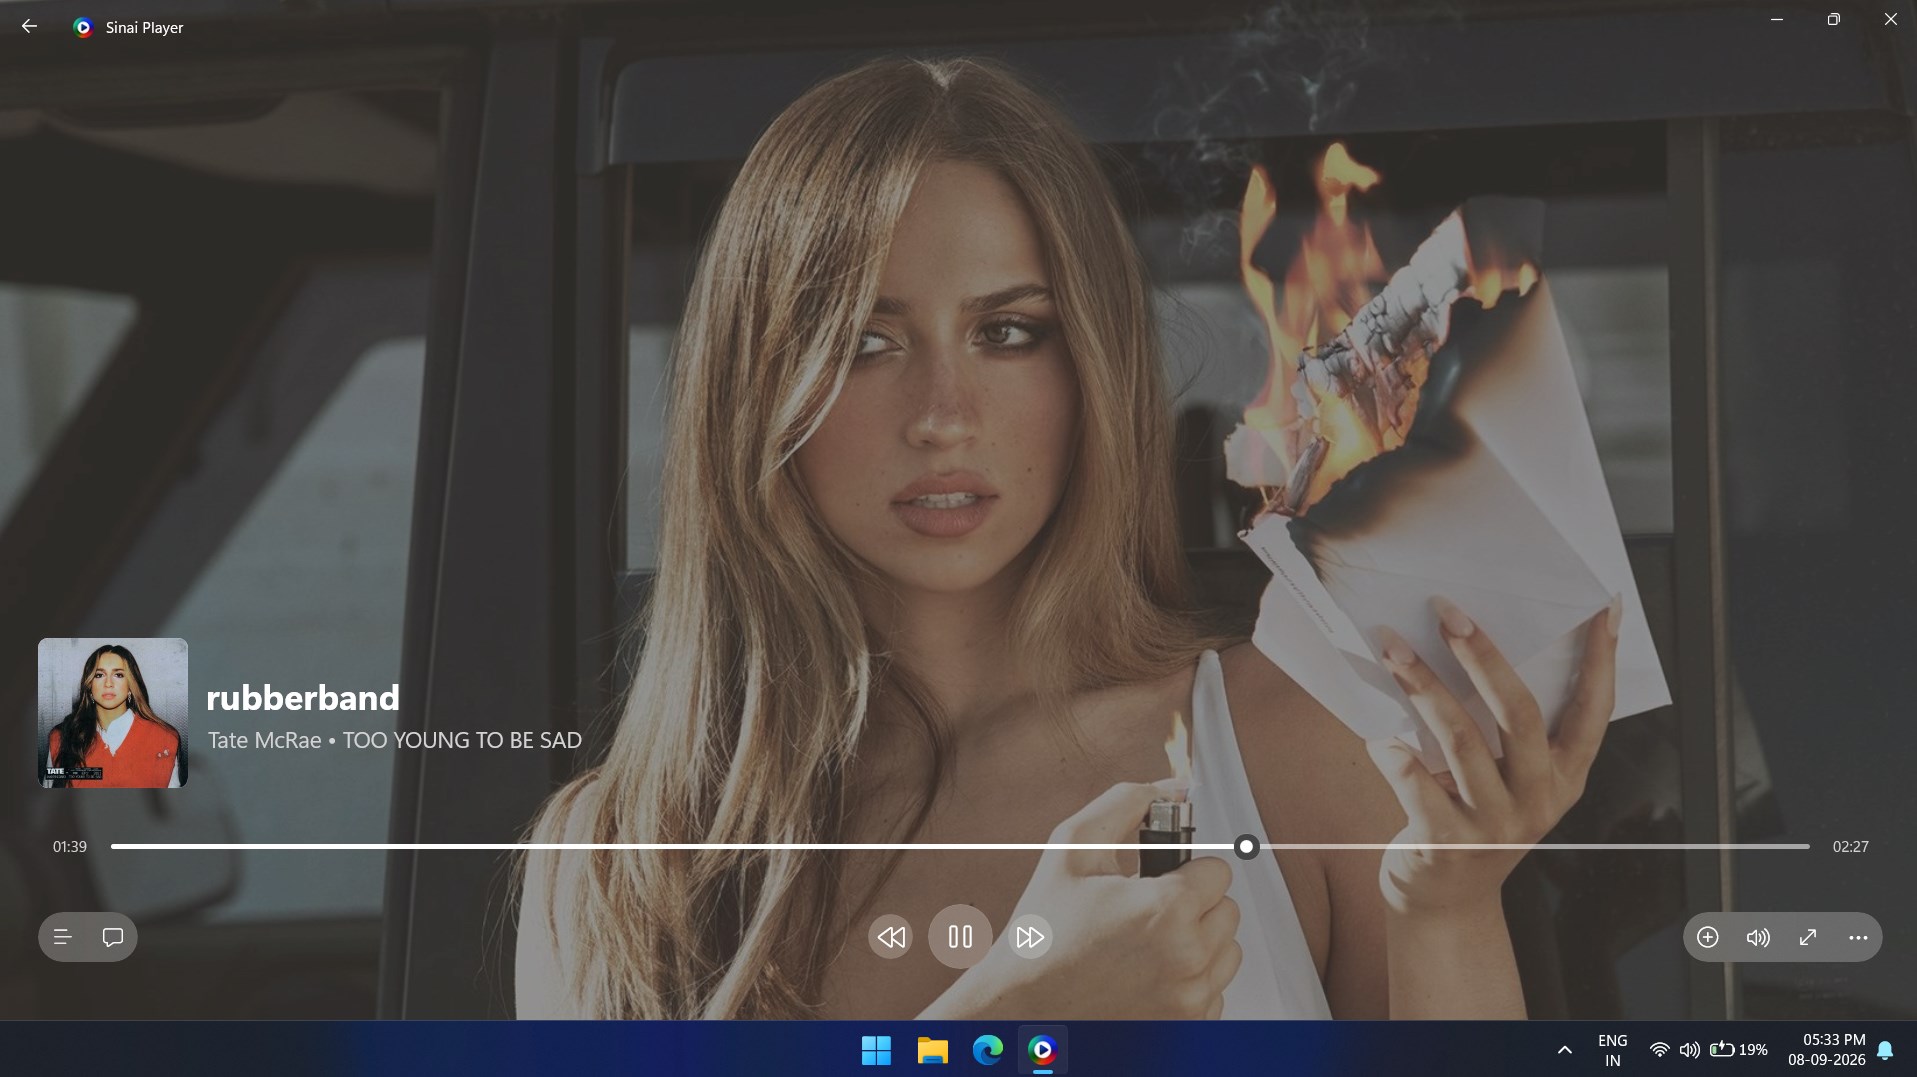 Sinai Player
TATE
rubberband
Tate McRae • TOO YOUNG TO BE SAD
01:39
02:27
ENG
IN
19%
05:33 PM
08-09-2026